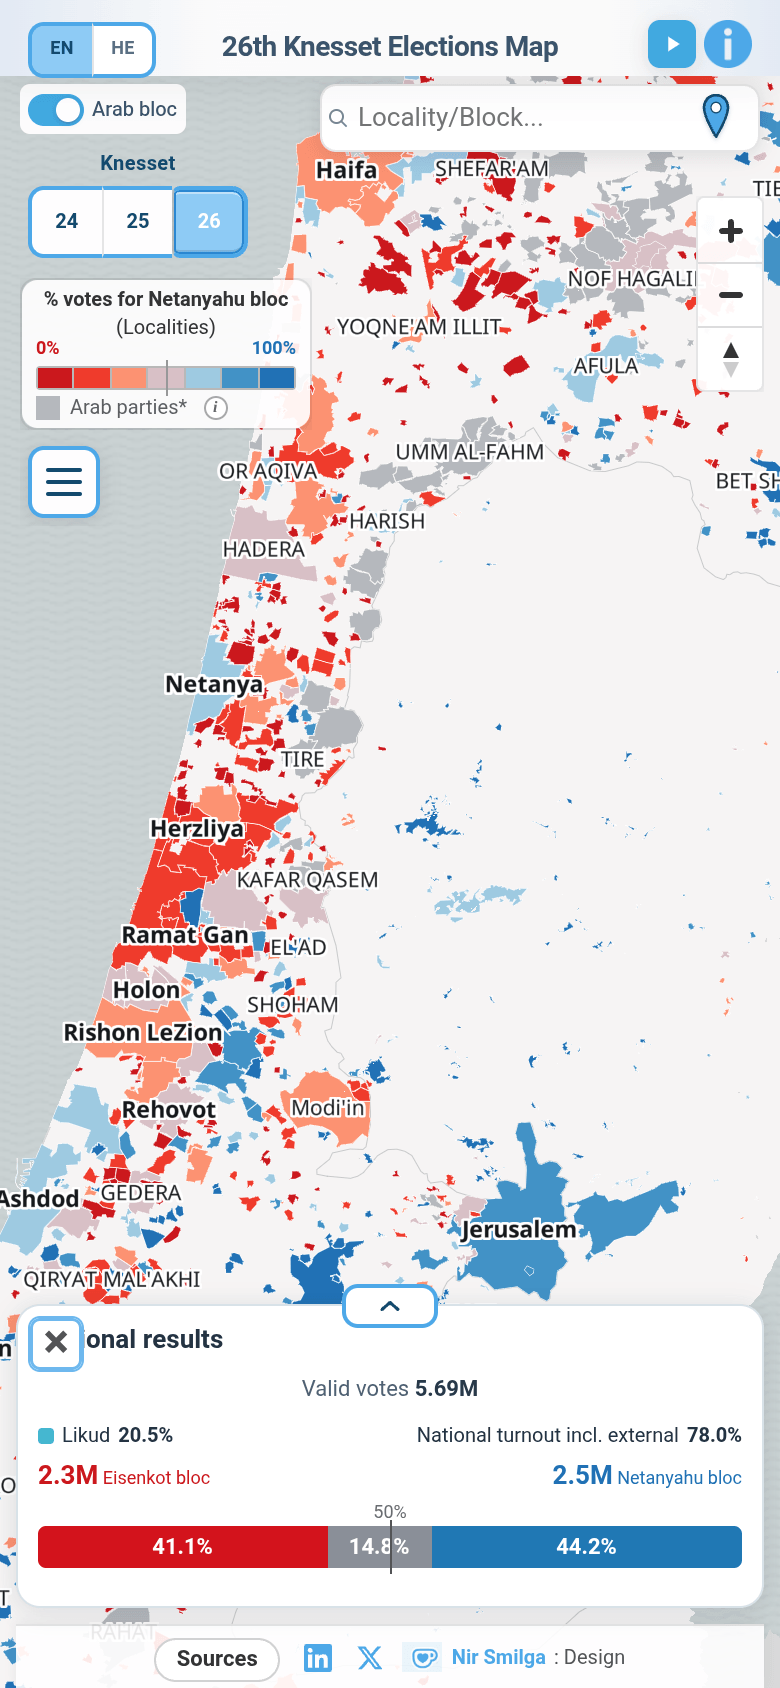 EN HE
26th Knesset Elections Map
Arab bloc
Locality/Block...
Knesset
24 25 26
% votes for Netanyahu bloc
(Localities)
0% 100%
Arab parties*
Haifa
SHEFAR'AM
TIE
NOF HAGALI
YOQNE'AM ILLIT
AFULA
UMM AL-FAHM
OR AQIVA
BET SH
HARISH
HADERA
Netanya
TIRE
Herzliya
KAFAR QASEM
Ramat Gan
EL'AD
Holon
SHOHAM
Rishon LeZion
Rehovot
Modi'in
Ashdod
GEDERA
Jerusalem
QIRYAT MAL'AKHI
n
ional results
Valid votes 5.69M
Likud 20.5%
National turnout incl. external 78.0%
2.3M Eisenkot bloc
2.5M Netanyahu bloc
O
50%
41.1% 14.8% 44.2%
T
RAHAT
Sources
Nir Smilga : Design